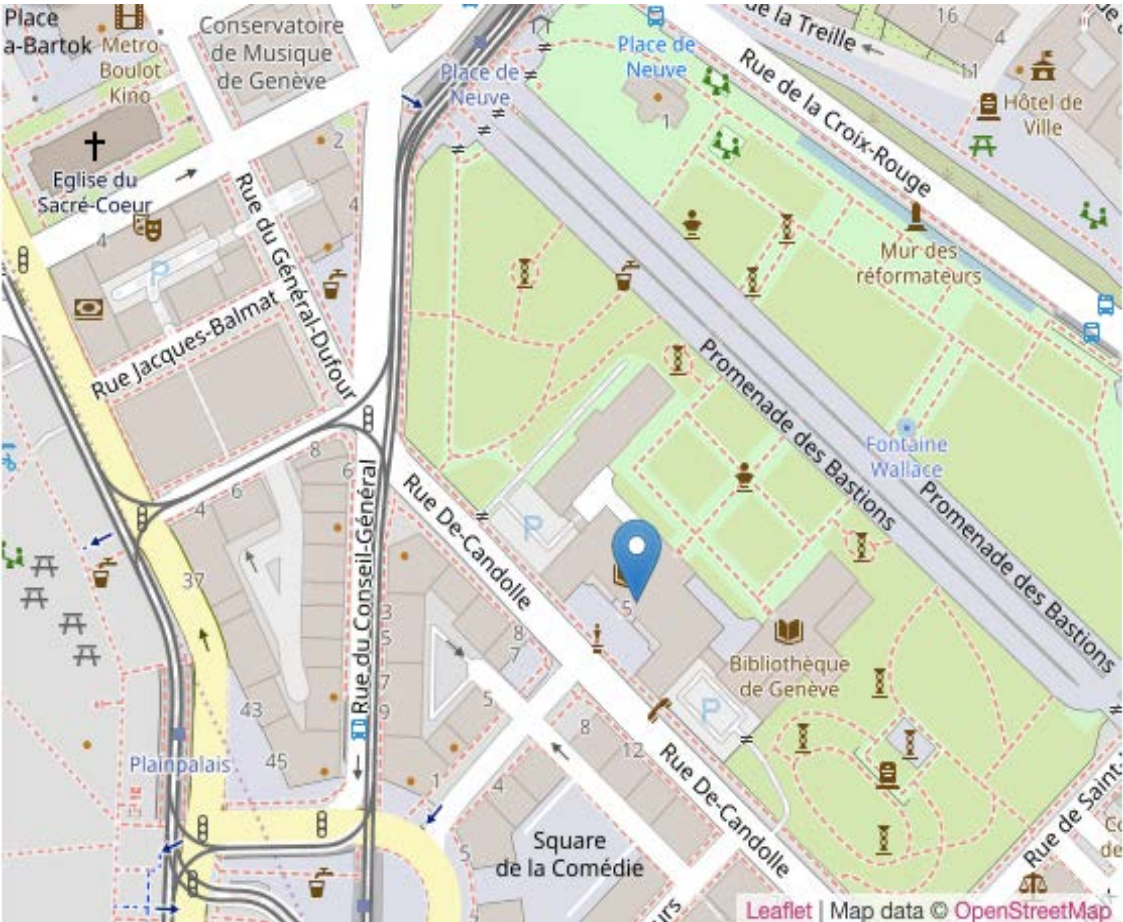 Place
a-Bartok
Metro
Boulot
Kino
Conservatoire
de Musique
de Genève
Place de
Neuve
Place de
Neuve
de la Treille
16
4
11
Hôtel de
Ville
Rue de la Croix-Rouge
1
2
Eglise du
Sacré-Coeur
4
4
P
Rue du Général-Dufour
Rue Jacques-Balmat
Mur des
réformateurs
Promenade des Bastions
Fontaine
Wallace
Promenade des Bastions
8
6
6
4
37
Rue De-Candolle
P
5
Rue du Conseil-Général
3
5
7
9
8
7
5
Bibliothèque
de Genève
P
43
45
Plainpalais
8
12
1
4
5
Rue De-Candolle
Square
de la Comédie
2
Rue de Saint-
Co
de
urs
Leaflet | Map data © OpenStreetMap